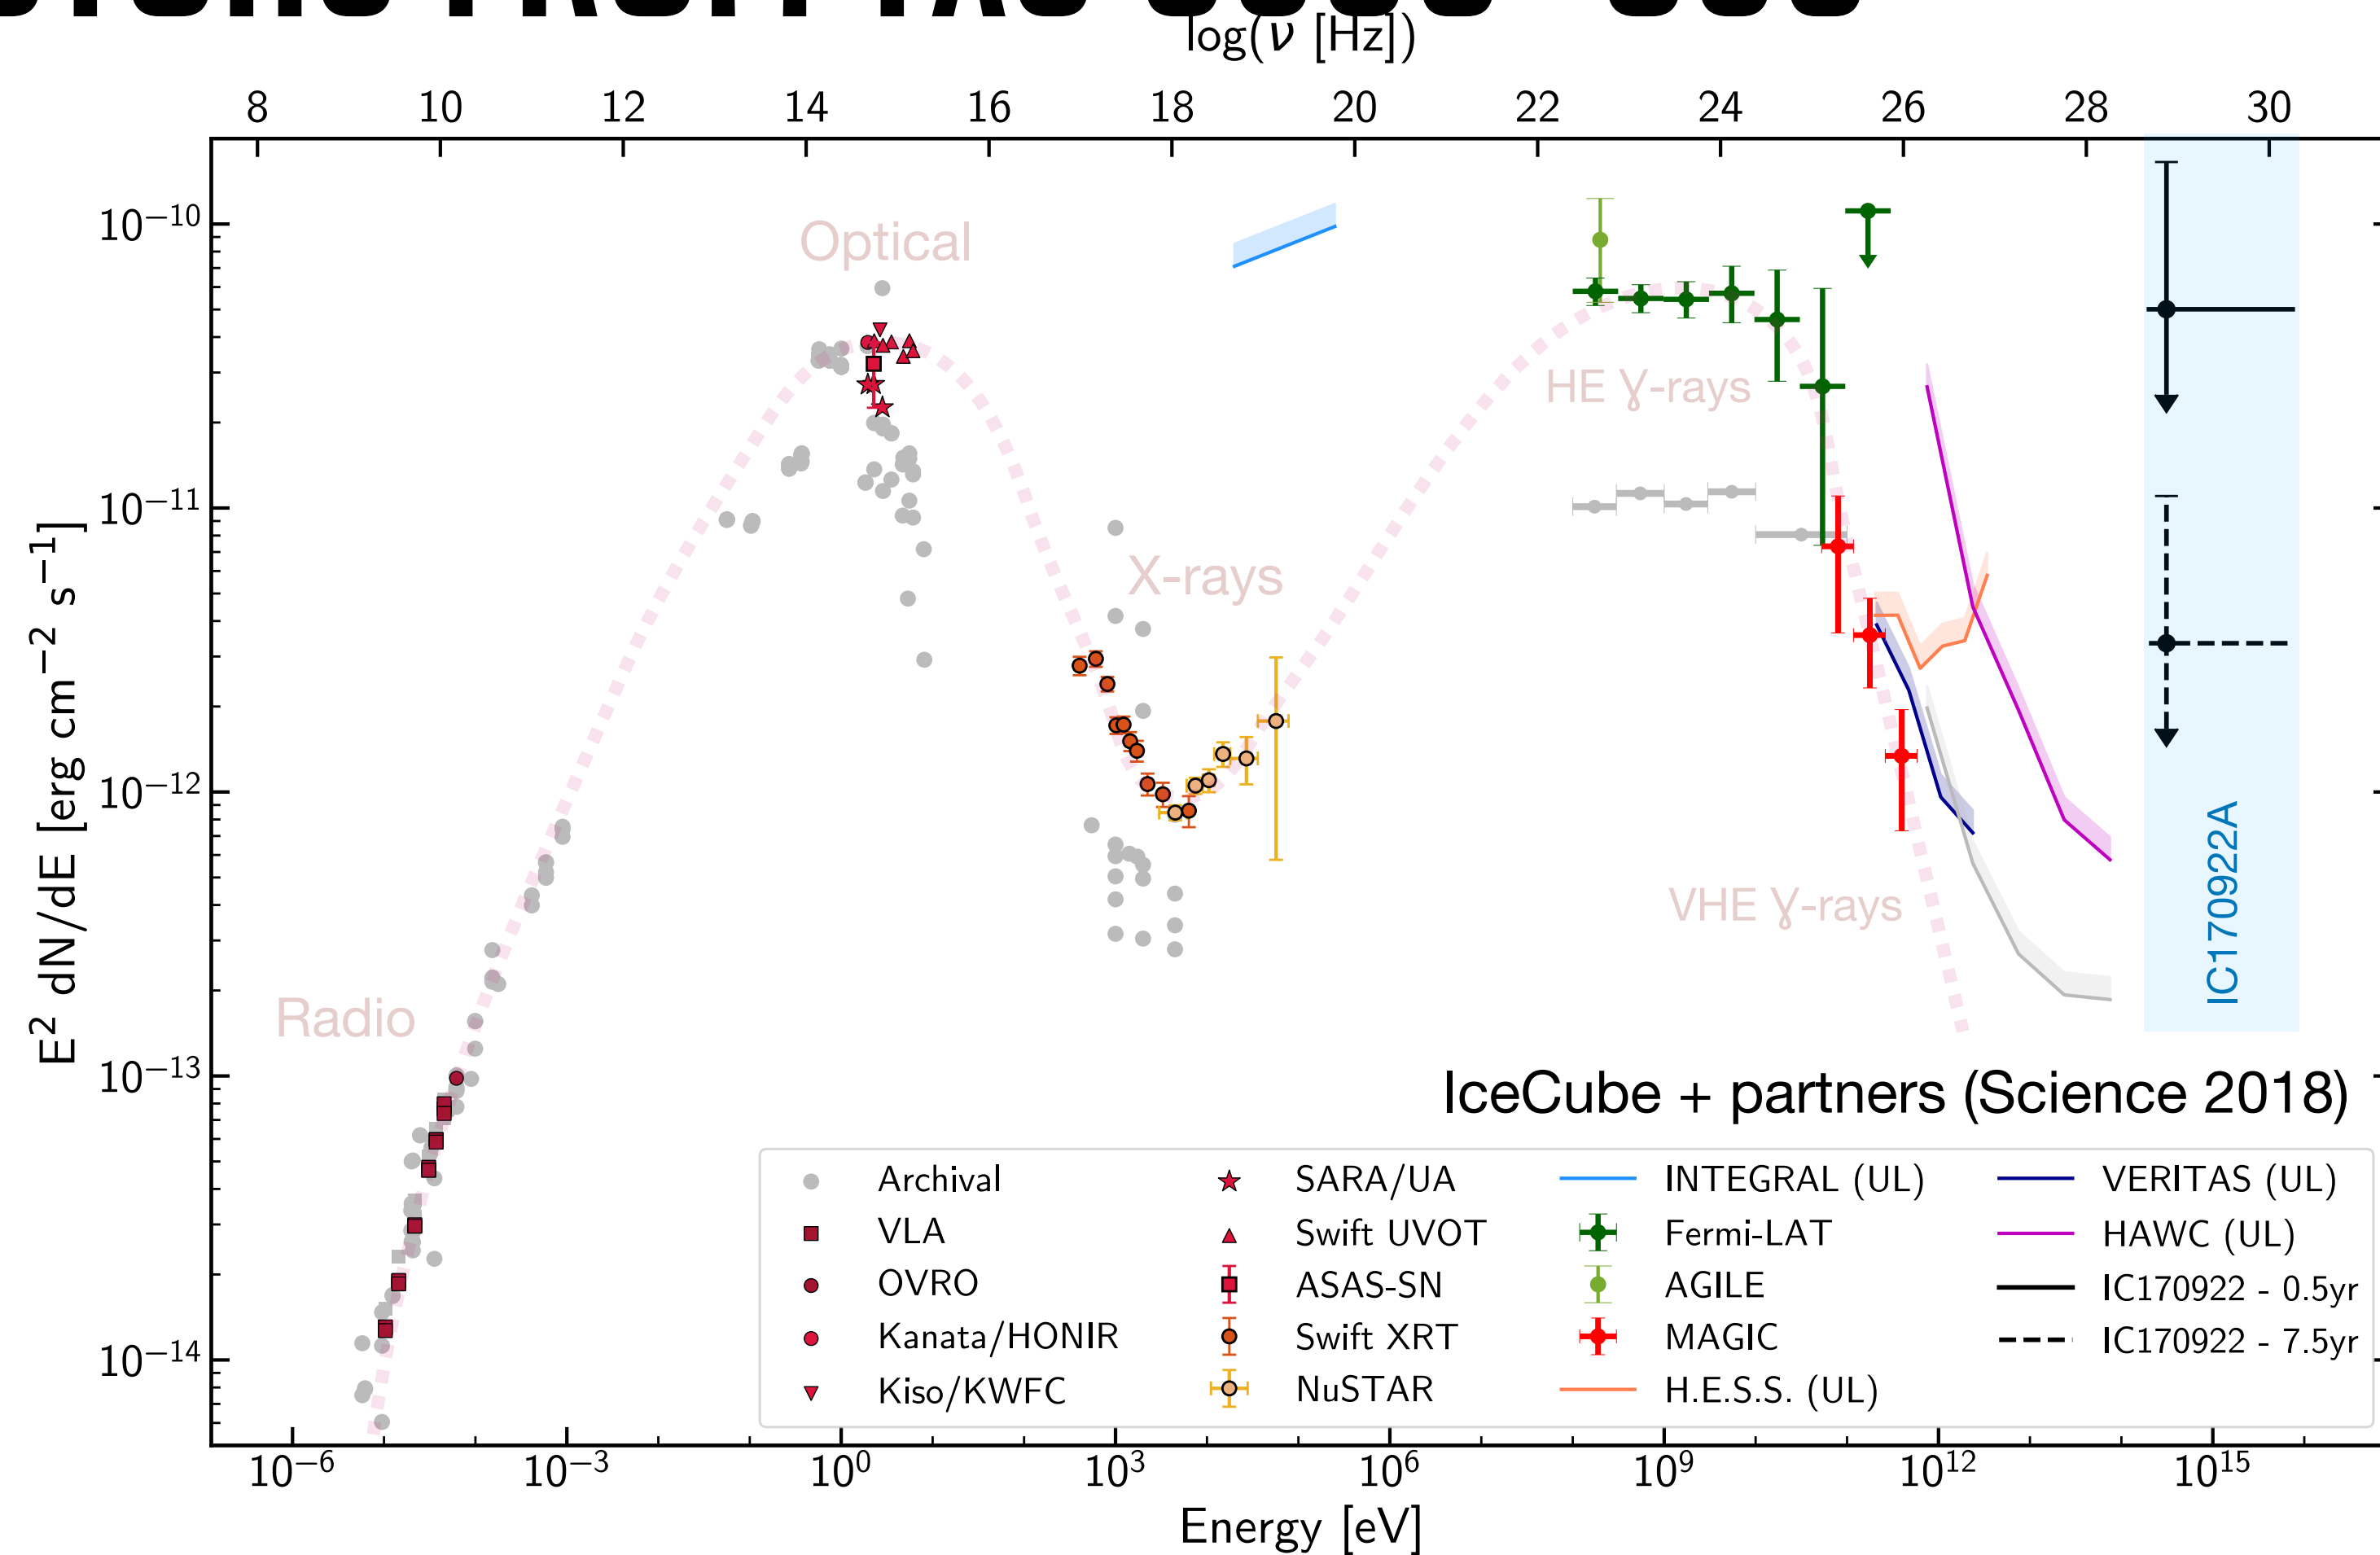 log(ν [Hz])
8 10 12 14 16 18 20 22 24 26 28 30
10⁻¹⁰
10⁻¹¹
10⁻¹²
10⁻¹³
10⁻¹⁴
E² dN/dE [erg cm⁻² s⁻¹]
Optical
HE γ-rays
X-rays
VHE γ-rays
Radio
IC170922A
IceCube + partners (Science 2018)
Archival
VLA
OVRO
Kanata/HONIR
Kiso/KWFC
SARA/UA
Swift UVOT
ASAS-SN
Swift XRT
NuSTAR
INTEGRAL (UL)
Fermi-LAT
AGILE
MAGIC
H.E.S.S. (UL)
VERITAS (UL)
HAWC (UL)
IC170922 - 0.5yr
IC170922 - 7.5yr
10⁻⁶ 10⁻³ 10⁰ 10³ 10⁶ 10⁹ 10¹² 10¹⁵
Energy [eV]